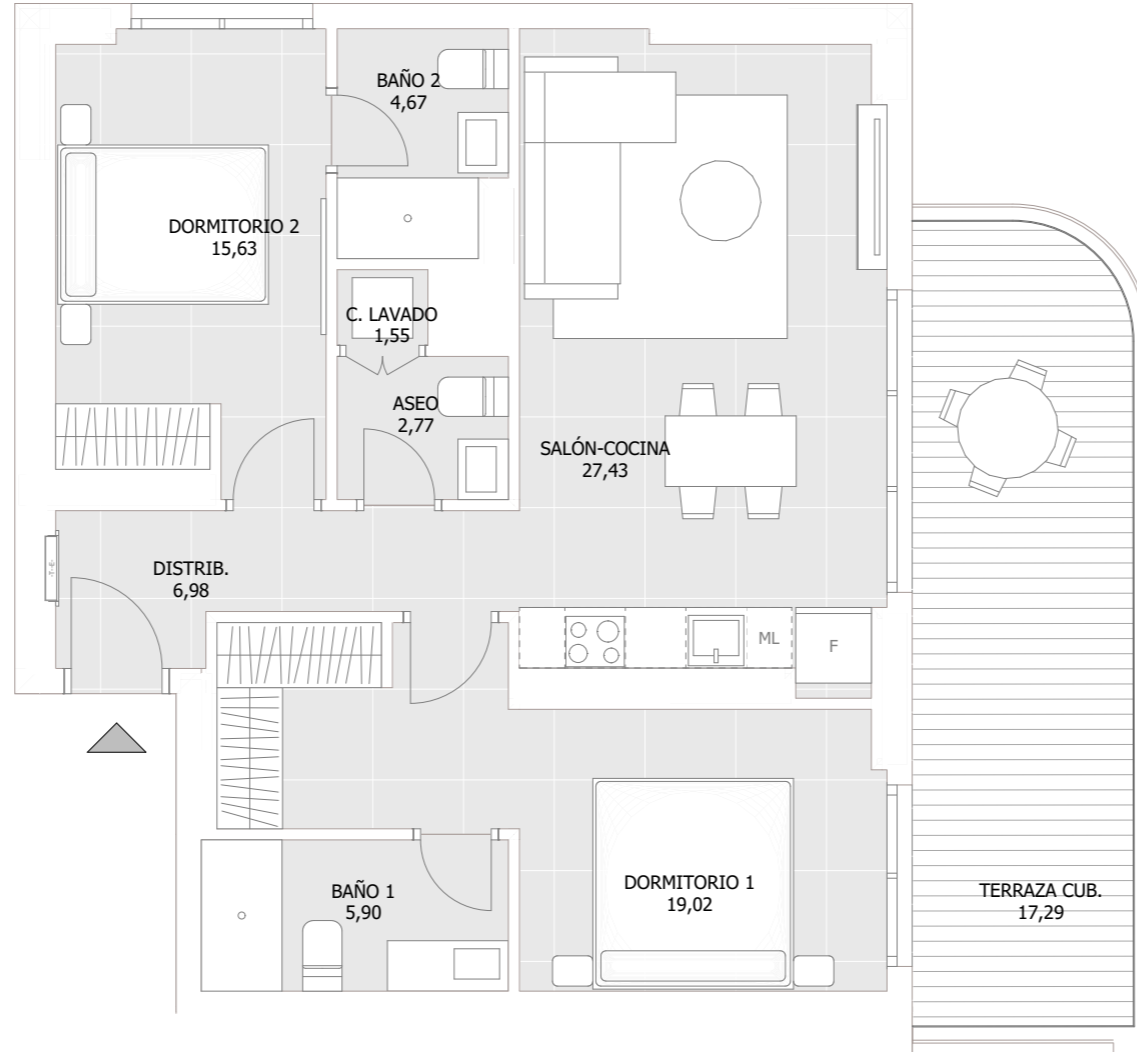 BAÑO 2
4,67
DORMITORIO 2
15,63
C. LAVADO
1,55
ASEO
2,77
SALÓN-COCINA
27,43
-T-E-
DISTRIB.
6,98
ML
F
BAÑO 1
5,90
DORMITORIO 1
19,02
TERRAZA CUB.
17,29